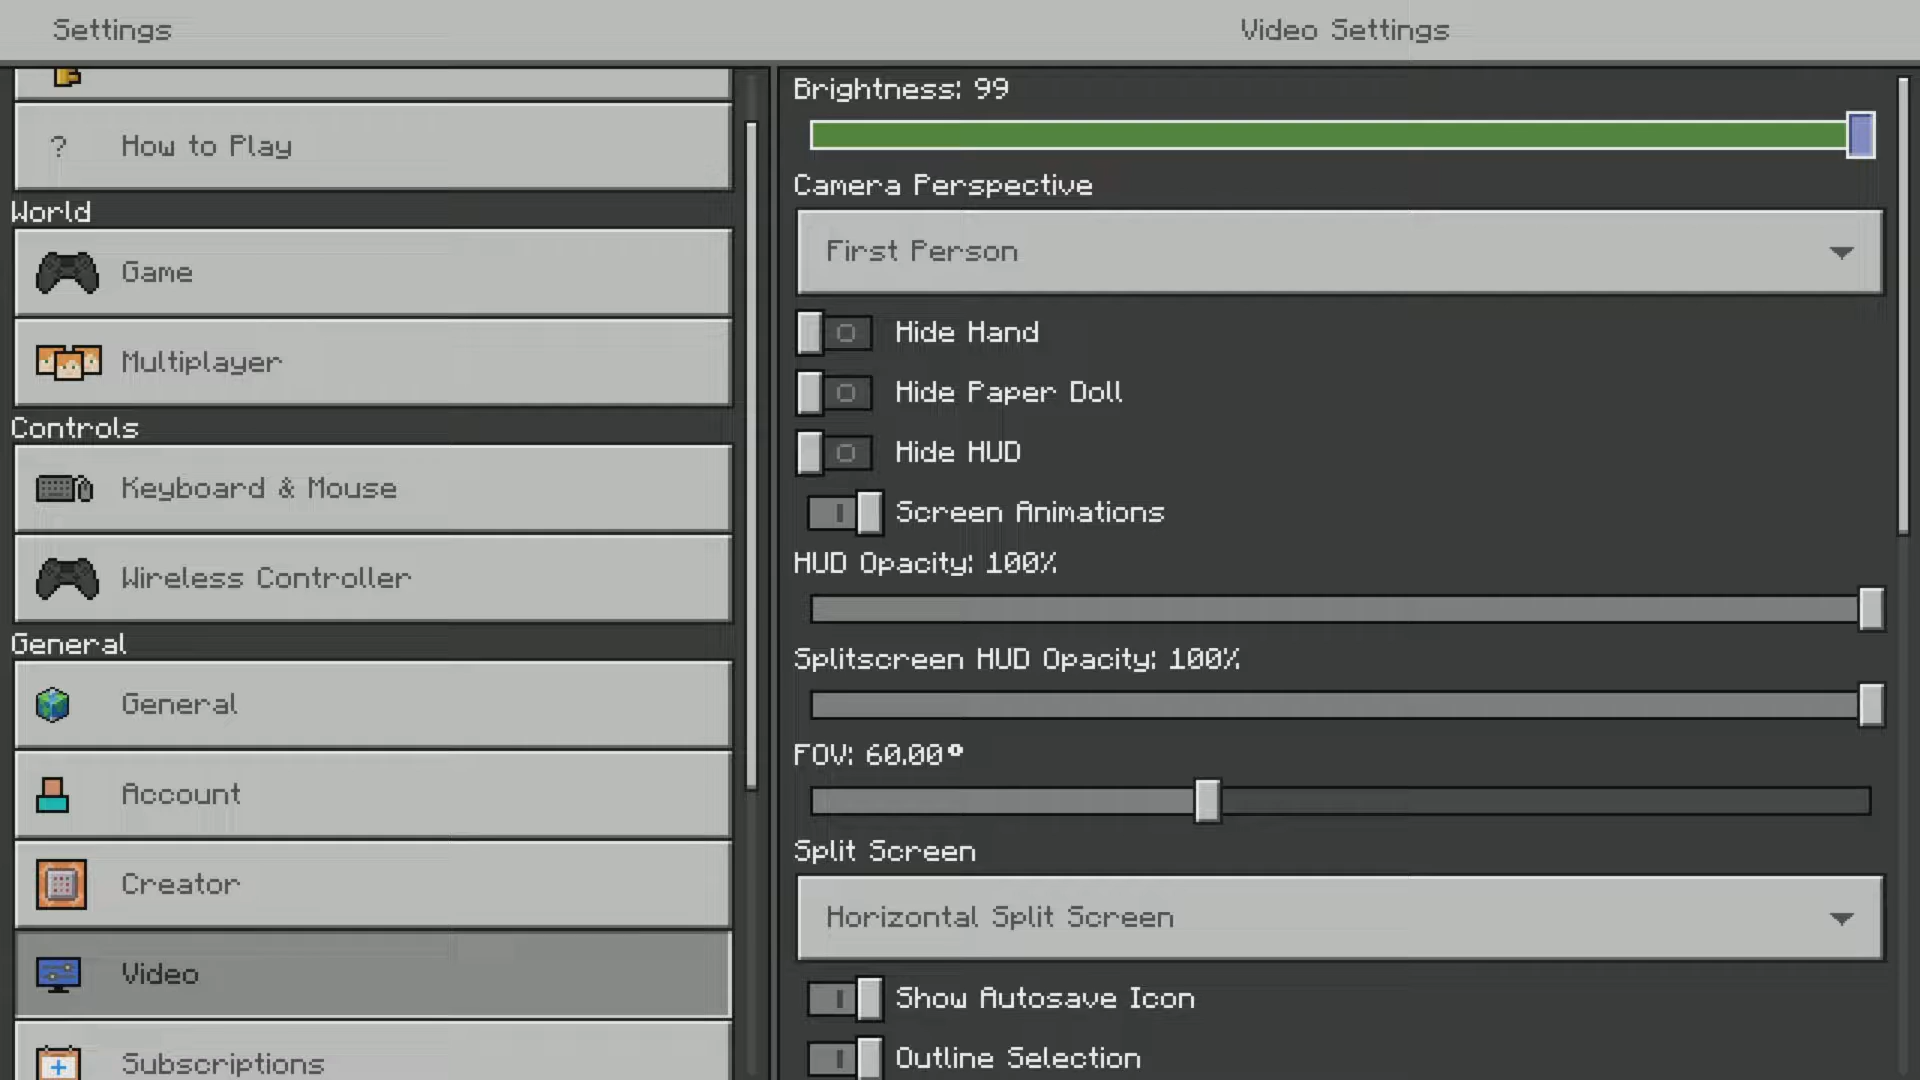 Settings
Video Settings
? How to Play
World
Game
Multiplayer
Controls
Keyboard & Mouse
Wireless Controller
General
General
Account
Creator
Video
Subscriptions
Brightness: 99
Camera Perspective
First Person
Hide Hand
Hide Paper Doll
Hide HUD
Screen Animations
HUD Opacity: 100%
Splitscreen HUD Opacity: 100%
FOV: 60.00°
Split Screen
Horizontal Split Screen
Show Autosave Icon
Outline Selection